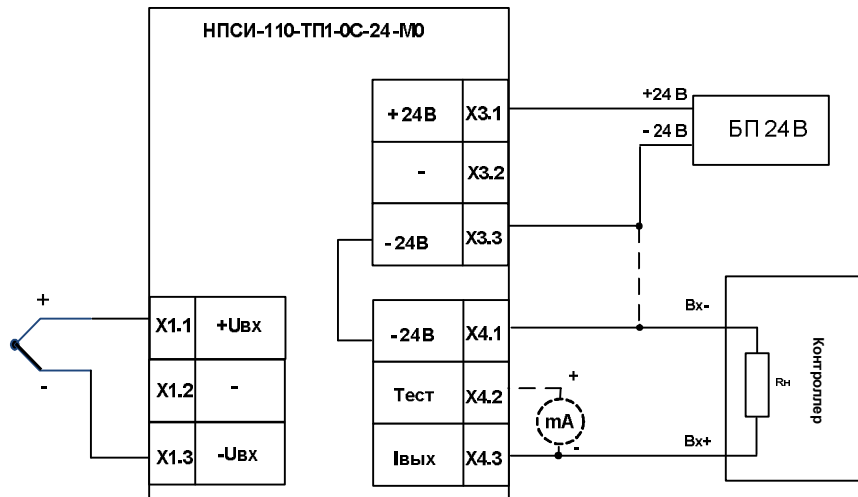 НПСИ-110-ТП1-0С-24-М0
+24В X3.1
- X3.2
-24В X3.3
+24 В
- 24 В
БП 24В
+
-
X1.1 +Uвх
X1.2 -
X1.3 -Uвх
-24В X4.1
Тест X4.2
Iвых X4.3
+
mA
-
Вх-
Rн
Вх+
Контроллер